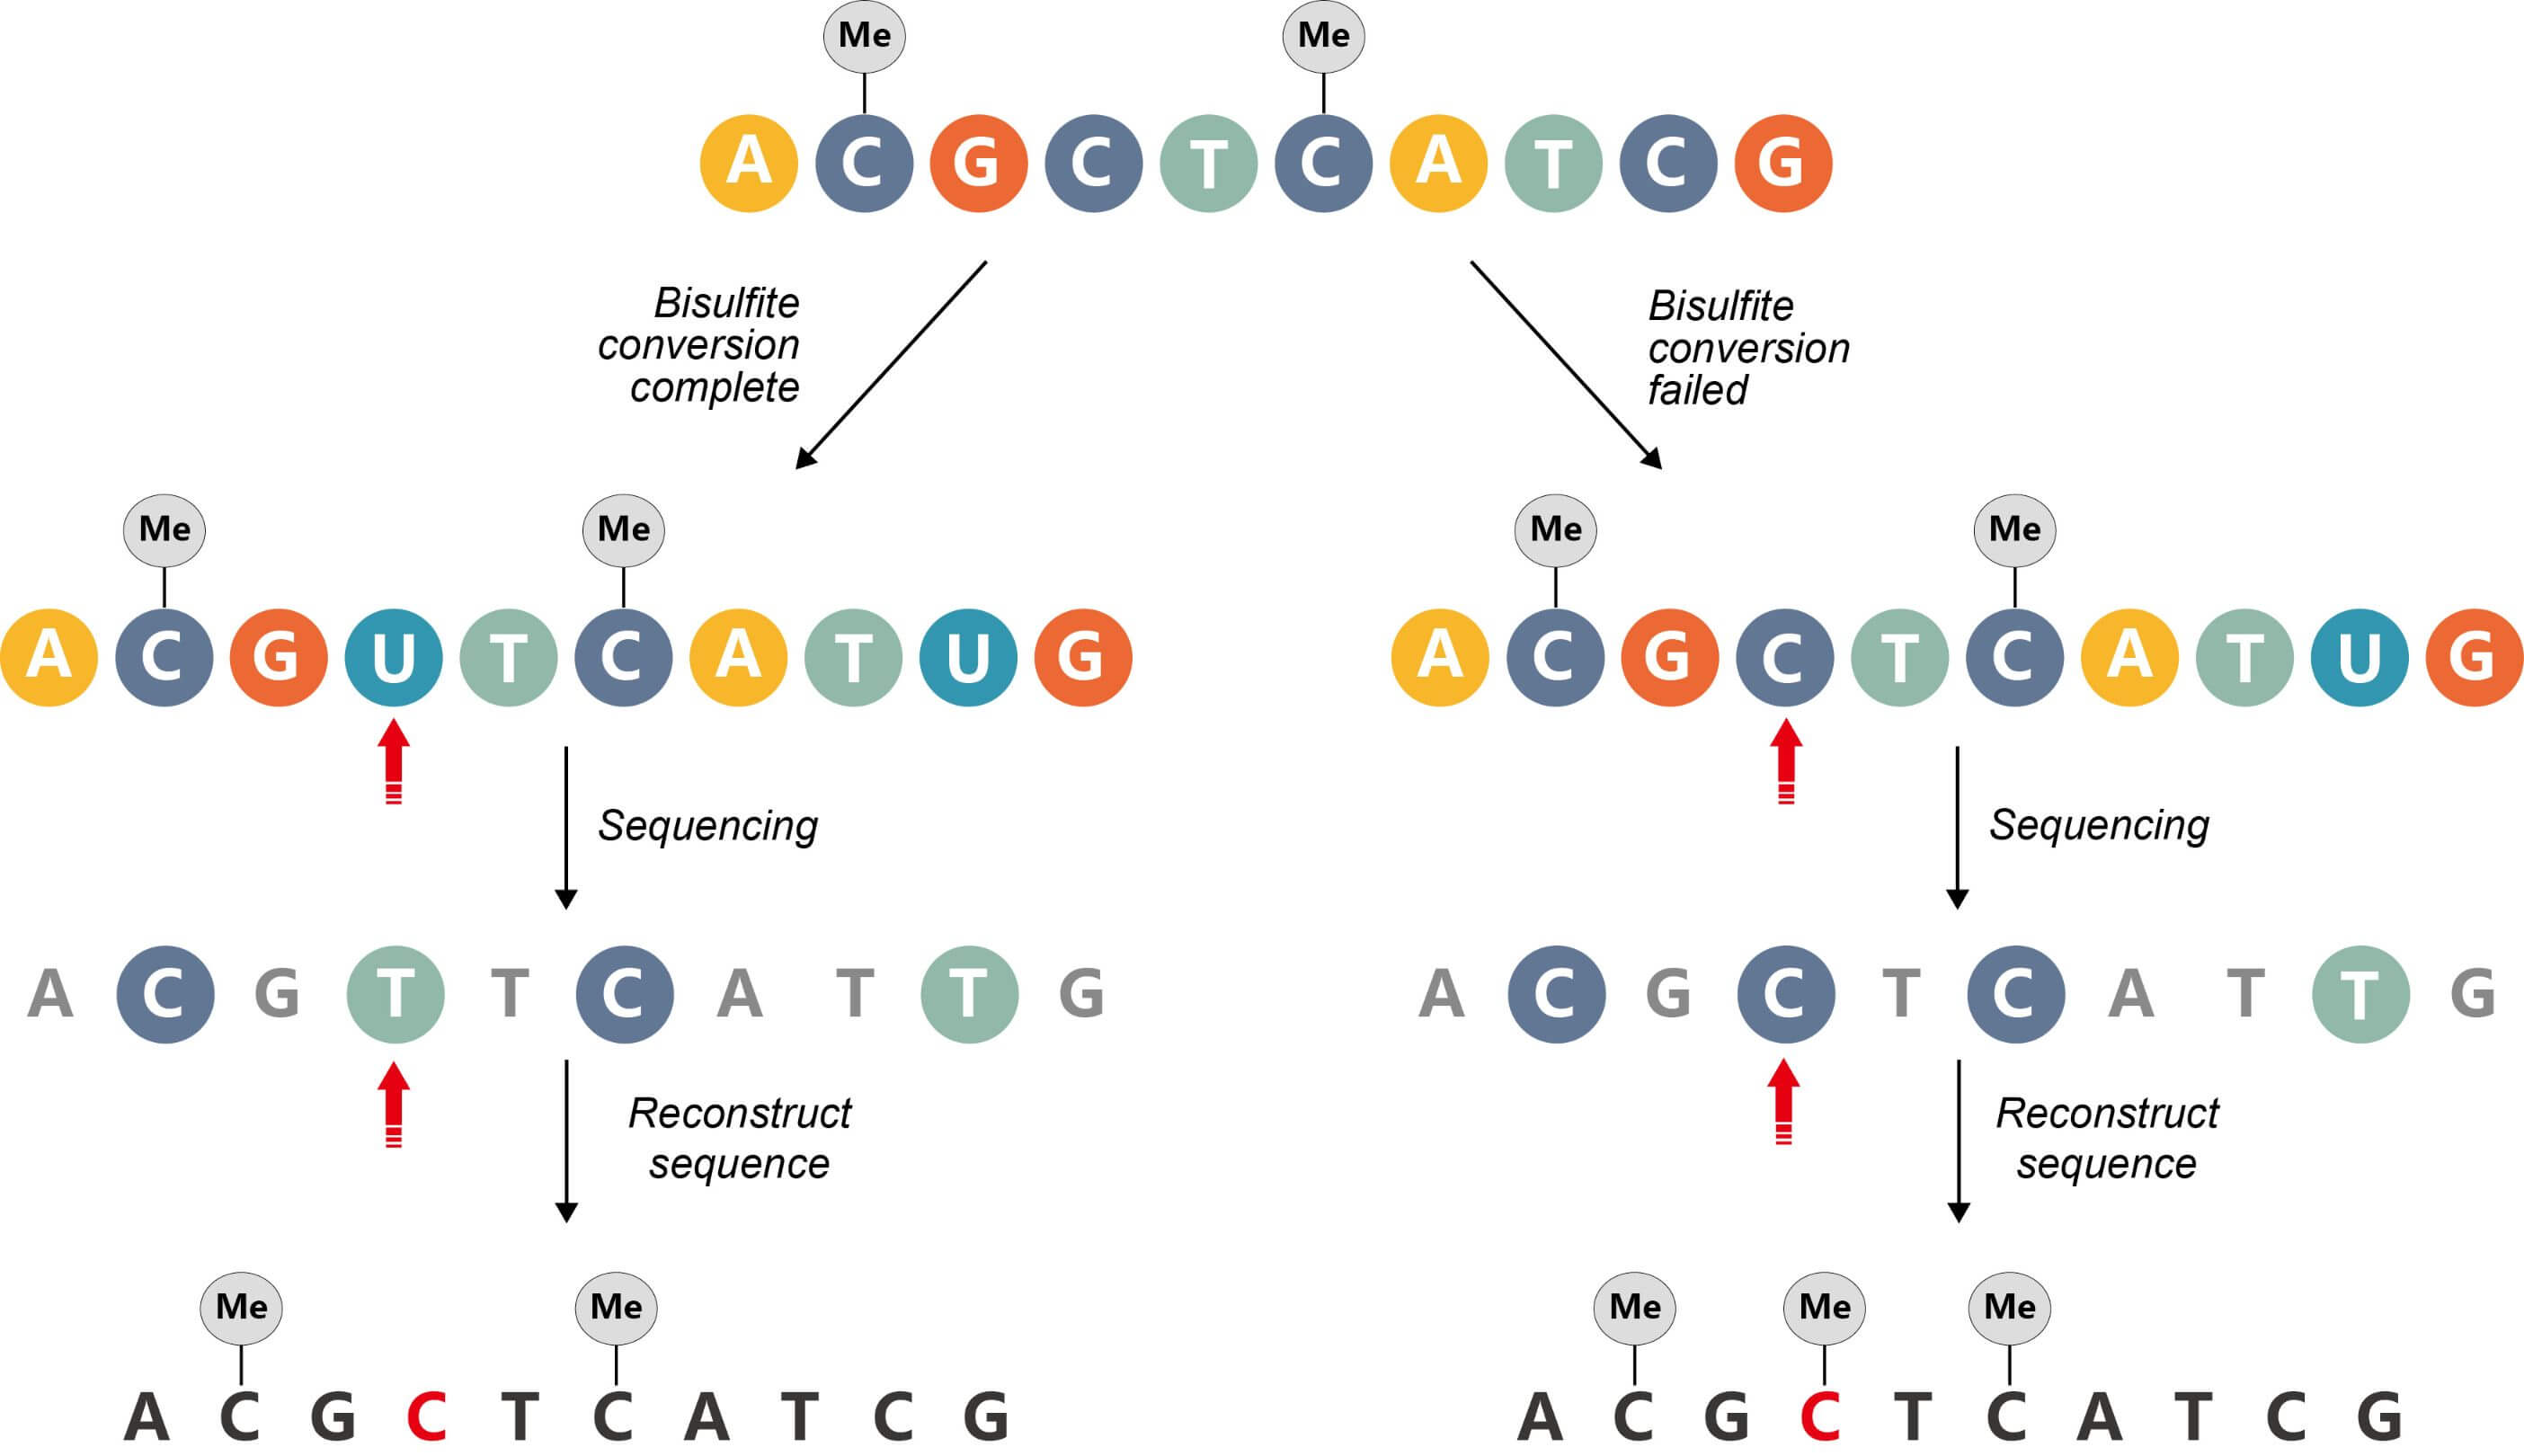 Me Me
A C G C T C A T C G
Bisulfite
conversion
complete
Bisulfite
conversion
failed
Me Me
A C G U T C A T U G
Me Me
A C G C T C A T U G
Sequencing
Sequencing
A C G T T C A T T G
A C G C T C A T T G
Reconstruct
sequence
Reconstruct
sequence
Me Me
A C G C T C A T C G
Me Me Me
A C G C T C A T C G